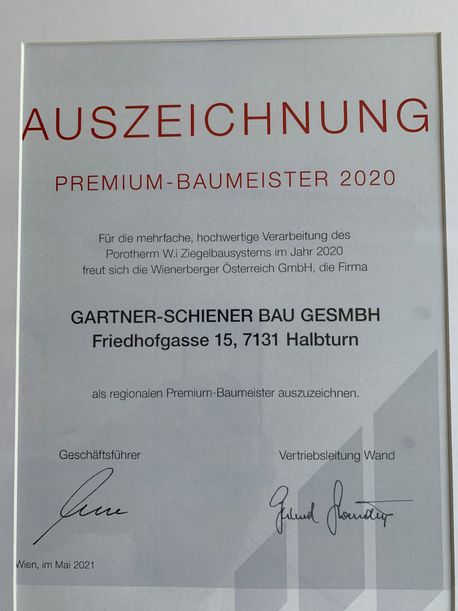 AUSZEICHNUNG
PREMIUM-BAUMEISTER 2020
Für die mehrfache, hochwertige Verarbeitung des
Porotherm W.i Ziegelbausystems im Jahr 2020
freut sich die Wienerberger Österreich GmbH, die Firma
GARTNER-SCHIENER BAU GESMBH
Friedhofgasse 15, 7131 Halbturn
als regionalen Premium-Baumeister auszuzeichnen.
Geschäftsführer
Vertriebsleitung Wand
Wien, im Mai 2021